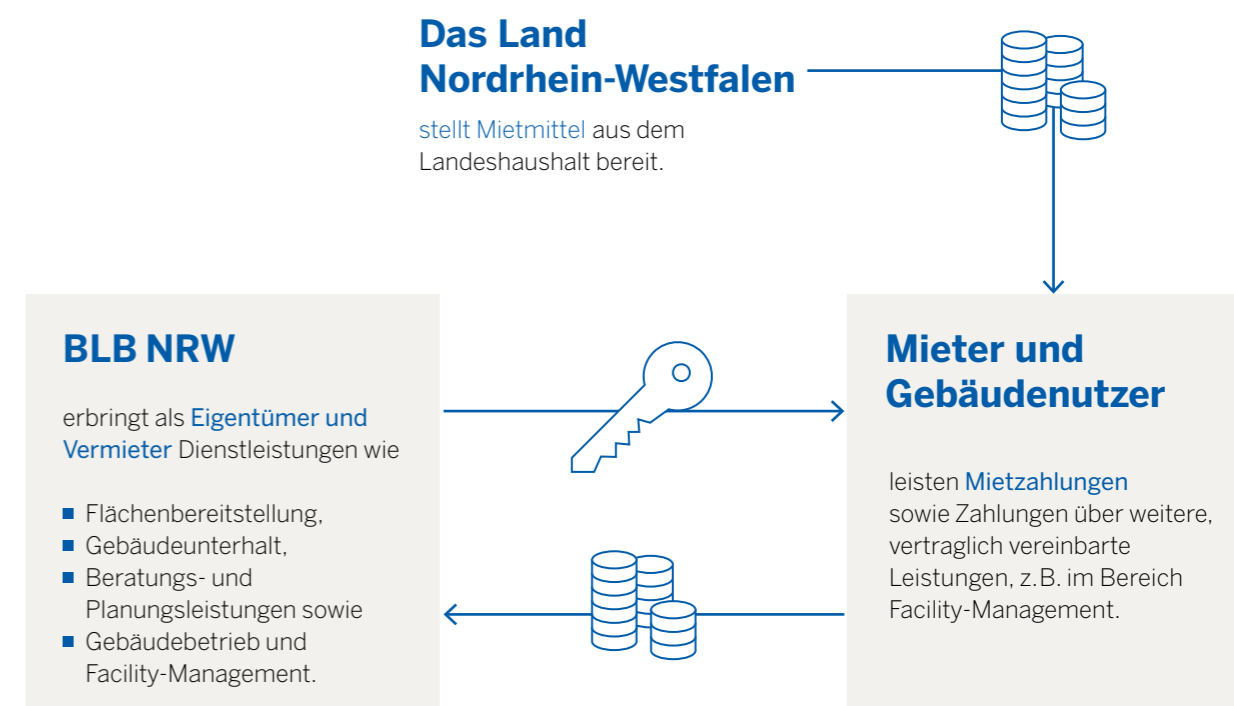 Das Land
Nordrhein-Westfalen
stellt Mietmittel aus dem
Landeshaushalt bereit.
BLB NRW
erbringt als Eigentümer und
Vermieter Dienstleistungen wie
Flächenbereitstellung,
Gebäudeunterhalt,
Beratungs- und
Planungsleistungen sowie
Gebäudebetrieb und
Facility-Management.
Mieter und
Gebäudenutzer
leisten Mietzahlungen
sowie Zahlungen über weitere,
vertraglich vereinbarte
Leistungen, z.B. im Bereich
Facility-Management.